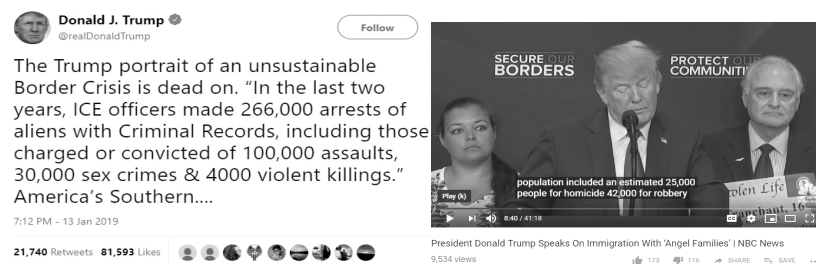 Donald J. Trump
@realDonaldTrump
Follow
The Trump portrait of an unsustainable
Border Crisis is dead on. “In the last two
years, ICE officers made 266,000 arrests of
aliens with Criminal Records, including those
charged or convicted of 100,000 assaults,
30,000 sex crimes & 4000 violent killings.”
America’s Southern....
7:12 PM - 13 Jan 2019
21,740 Retweets 81,593 Likes
SECURE OUR
BORDERS
PROTECT OUR
COMMUNITI
population included an estimated 25,000
people for homicide 42,000 for robbery
Play (k)
olen Life
anchant, 16
8:40 / 41:18
President Donald Trump Speaks On Immigration With 'Angel Families' | NBC News
9,534 views
173 116 SHARE SAVE ...